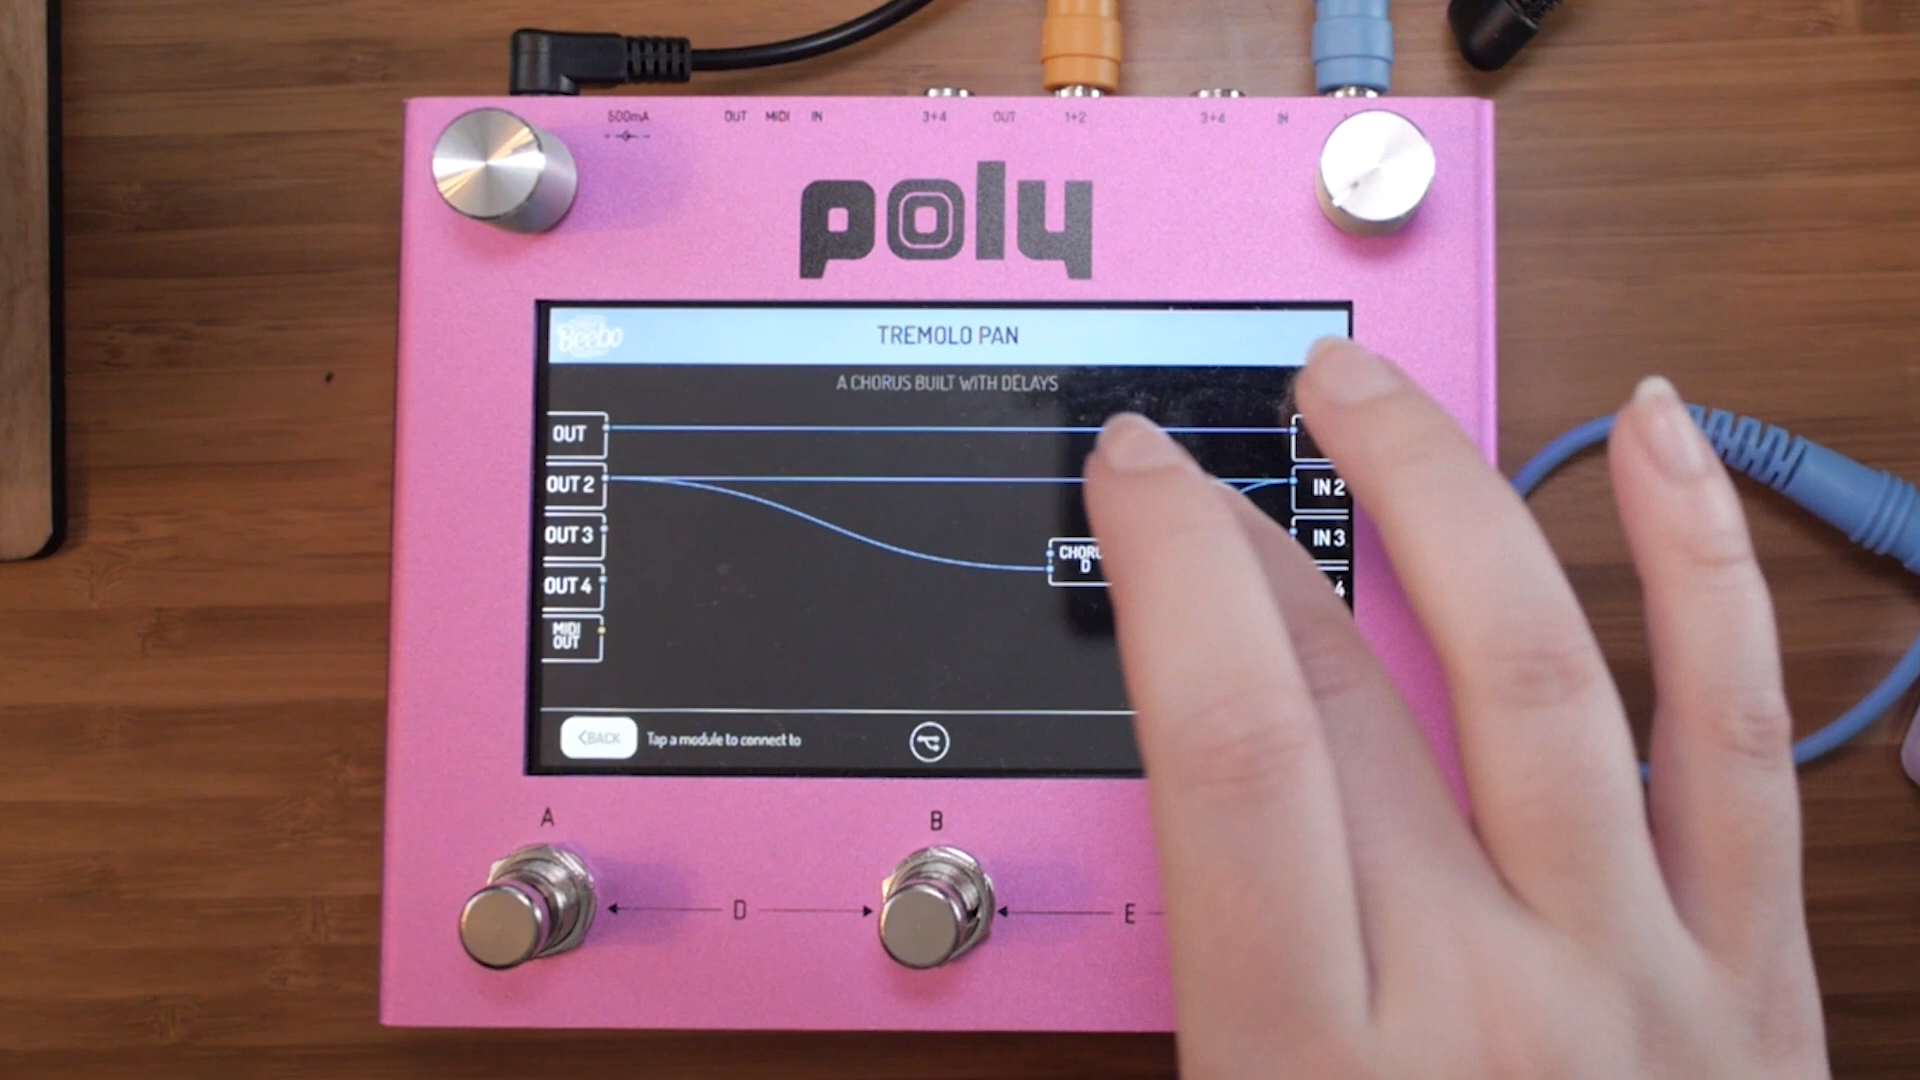 500mA
OUT MIDI IN
3+4 OUT 1+2
3+4 IN
poly
Beebo
TREMOLO PAN
A CHORUS BUILT WITH DELAYS
OUT
OUT 2
IN 2
OUT 3
IN 3
CHORU
D
OUT 4
4
MIDI
OUT
<BACK
Tap a module to connect to
A
B
D
E